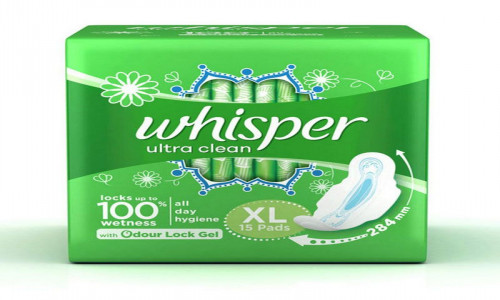 whisper
ultra clean
locks up to
100%
wetness
all
day
hygiene
with Odour Lock Gel
XL
15 Pads
284 mm